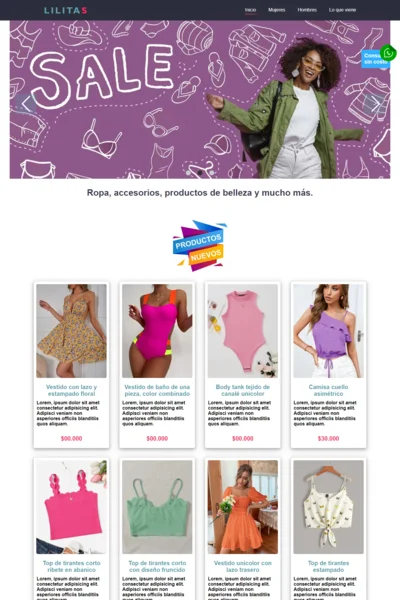 LILITAS
Inicio Mujeres Hombres Lo que viene
SALE
sin costo
Ropa, accesorios, productos de belleza y mucho más.
PRODUCTOS
NUEVOS
Vestido con lazo y
estampado floral
Lorem, ipsum dolor sit amet
consectetur adipisicing elit.
Adipisci veniam non
asperiores officiis blanditiis
quos aliquam.
$00.000
Vestido de baño de una
pieza, color combinado
Lorem, ipsum dolor sit amet
consectetur adipisicing elit.
Adipisci veniam non
asperiores officiis blanditiis
quos aliquam.
$00.000
Body tank tejido de
canalé unicolor
Lorem, ipsum dolor sit amet
consectetur adipisicing elit.
Adipisci veniam non
asperiores officiis blanditiis
quos aliquam.
$00.000
Camisa cuello
asimétrico
Lorem, ipsum dolor sit amet
consectetur adipisicing elit.
Adipisci veniam non
asperiores officiis blanditiis
quos aliquam.
$30.000
Top de tirantes corto
ribete en abanico
Lorem, ipsum dolor sit amet
consectetur adipisicing elit.
Adipisci veniam non
asperiores officiis blanditiis
Top de tirantes corto
con diseño fruncido
Lorem, ipsum dolor sit amet
consectetur adipisicing elit.
Adipisci veniam non
asperiores officiis blanditiis
Vestido unicolor con
lazo trasero
Lorem, ipsum dolor sit amet
consectetur adipisicing elit.
Adipisci veniam non
asperiores officiis blanditiis
Top de tirantes
estampado
Lorem, ipsum dolor sit amet
consectetur adipisicing elit.
Adipisci veniam non
asperiores officiis blanditiis